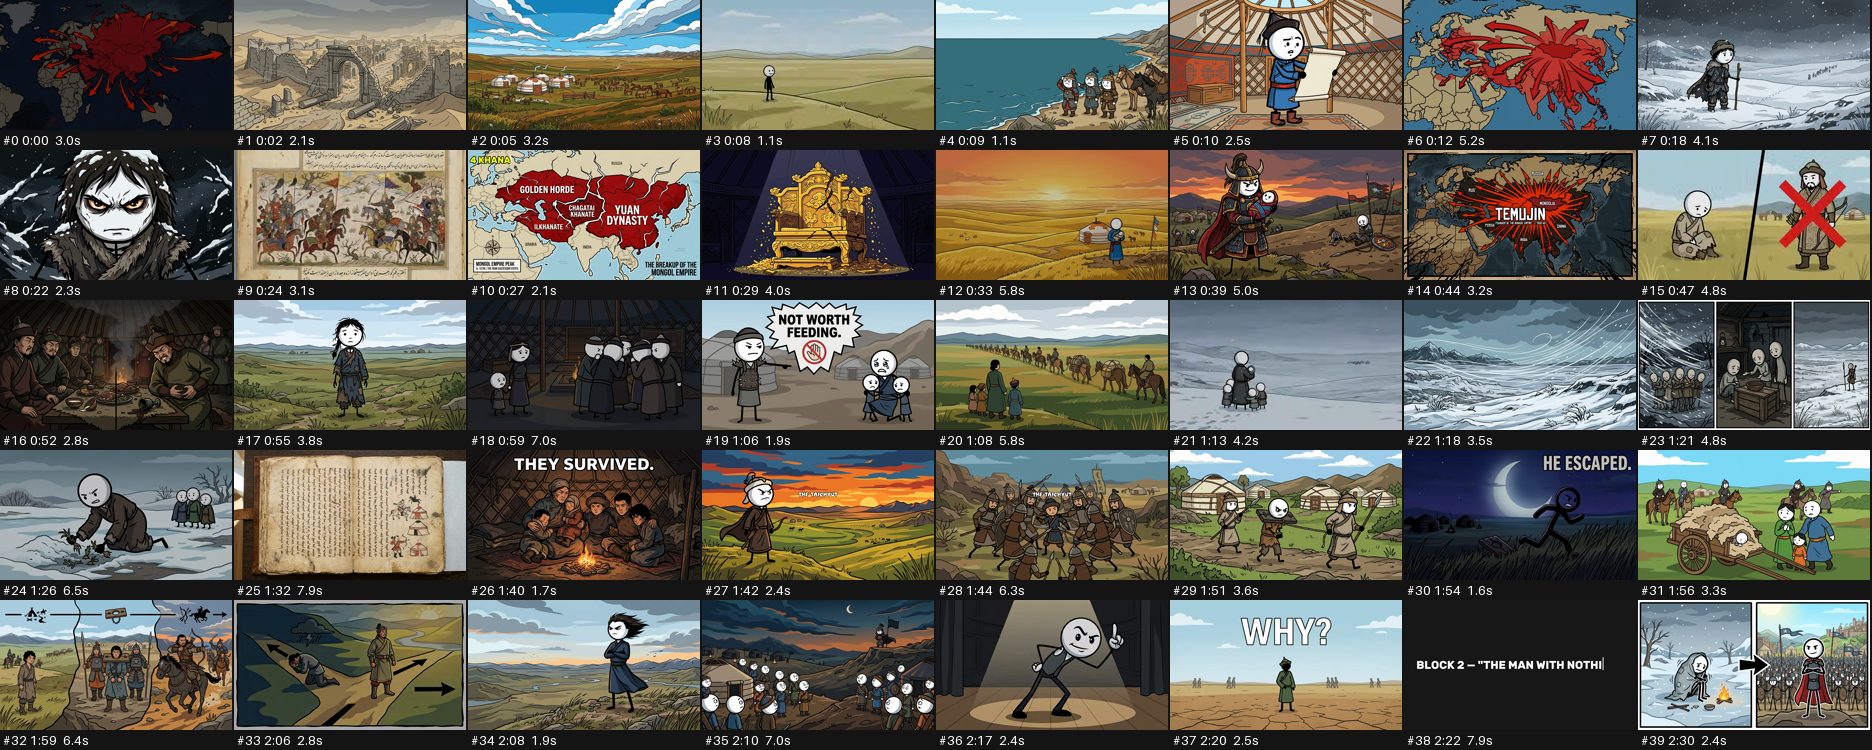 #0 0:00 3.0s
#1 0:02 2.1s
#2 0:05 3.2s
#3 0:08 1.1s
#4 0:09 1.1s
#5 0:10 2.5s
#6 0:12 5.2s
#7 0:18 4.1s
4 KHANA
GOLDEN HORDE
CHAGATAI
KHANATE
YUAN
DYNASTY
ILKHANATE
RUSSIA
INDIA
MONGOL EMPIRE PEAK
THE BREAKUP OF THE
MONGOL EMPIRE
TEMUJIN
#8 0:22 2.3s
#9 0:24 3.1s
#10 0:27 2.1s
#11 0:29 4.0s
#12 0:33 5.8s
#13 0:39 5.0s
#14 0:44 3.2s
#15 0:47 4.8s
NOT WORTH
FEEDING.
#16 0:52 2.8s
#17 0:55 3.8s
#18 0:59 7.0s
#19 1:06 1.9s
#20 1:08 5.8s
#21 1:13 4.2s
#22 1:18 3.5s
#23 1:21 4.8s
THEY SURVIVED.
THE TAICHIUT
THE TAICHIUT
HE ESCAPED.
#24 1:26 6.5s
#25 1:32 7.9s
#26 1:40 1.7s
#27 1:42 2.4s
#28 1:44 6.3s
#29 1:51 3.6s
#30 1:54 1.6s
#31 1:56 3.3s
WHY?
BLOCK 2 — "THE MAN WITH NOTHI
#32 1:59 6.4s
#33 2:06 2.8s
#34 2:08 1.9s
#35 2:10 7.0s
#36 2:17 2.4s
#37 2:20 2.5s
#38 2:22 7.9s
#39 2:30 2.4s